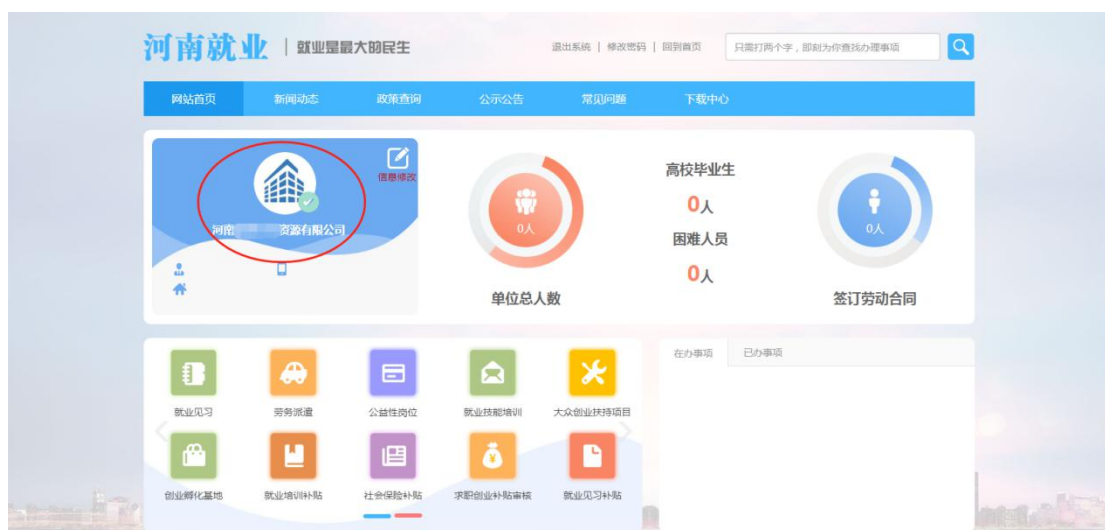 河南就业 就业是最大的民生
退出系统 | 修改密码 | 回到首页
只需打两个字，即刻为你查找办理事项
网站首页 新闻动态 政策查询 公示公告 常见问题 下载中心
信息修改
河南 资源有限公司
0人
单位总人数
高校毕业生
0人
困难人员
0人
0人
签订劳动合同
就业见习 劳务派遣 公益性岗位 就业技能培训 大众创业扶持项目
创业孵化基地 就业培训补贴 社会保险补贴 求职创业补贴审核 就业见习补贴
在办事项 已办事项